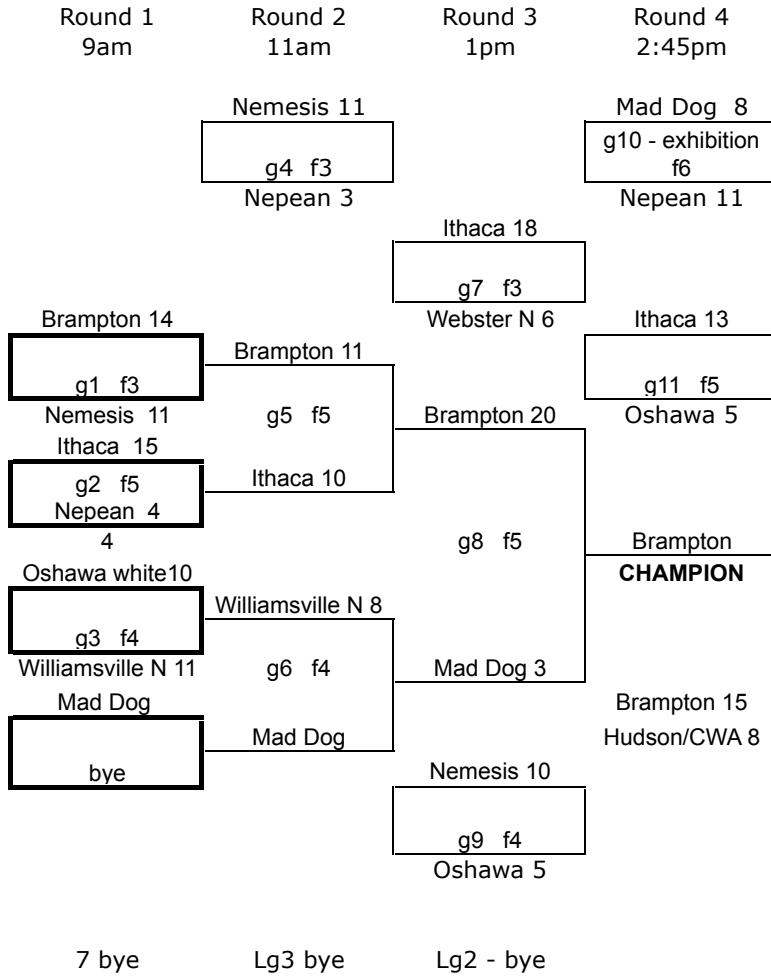 Round 1 Round 2 Round 3 Round 4
9am 11am 1pm 2:45pm
Nemesis 11 Mad Dog 8
g10 - exhibition
g4 f3 f6
Nepean 3 Nepean 11
Ithaca 18
g7 f3
Brampton 14 Webster N 6 Ithaca 13
Brampton 11
g1 f3 g11 f5
Nemesis 11 g5 f5 Brampton 20 Oshawa 5
Ithaca 15
g2 f5 Ithaca 10
Nepean 4
4 g8 f5 Brampton
Oshawa white10 CHAMPION
Williamsville N 8
g3 f4
Williamsville N 11 g6 f4 Mad Dog 3
Mad Dog Brampton 15
Mad Dog Hudson/CWA 8
bye Nemesis 10
g9 f4
Oshawa 5
7 bye Lg3 bye Lg2 - bye